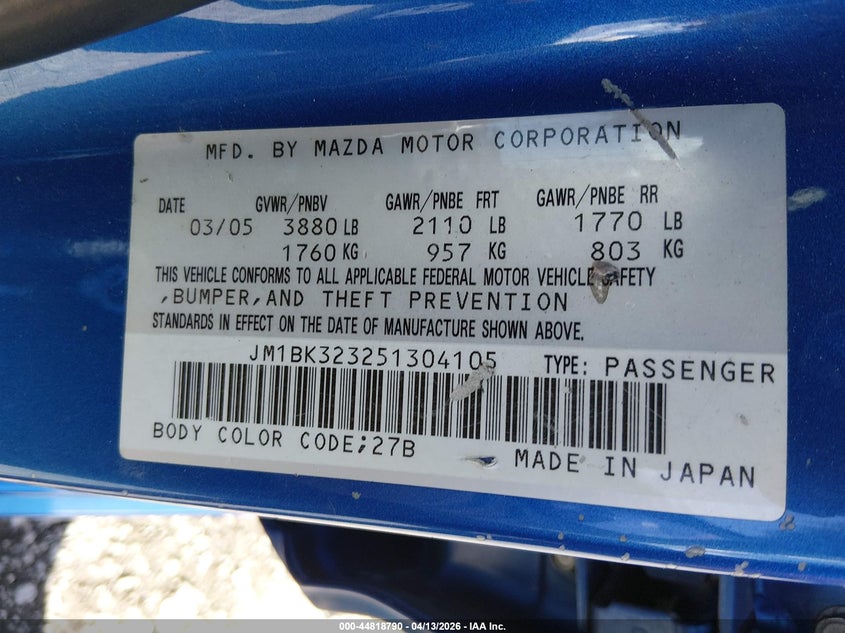 MFD. BY MAZDA MOTOR CORPORATION
DATE GVWR/PNBV GAWR/PNBE FRT GAWR/PNBE RR
03/05 3880 LB 2110 LB 1770 LB
1760 KG 957 KG 803 KG
THIS VEHICLE CONFORMS TO ALL APPLICABLE FEDERAL MOTOR VEHICLE SAFETY
,BUMPER,AND THEFT PREVENTION
STANDARDS IN EFFECT ON THE DATE OF MANUFACTURE SHOWN ABOVE.
JM1BK323251304105 TYPE: PASSENGER
BODY COLOR CODE;27B
MADE IN JAPAN
000-44818790 - 04/13/2026 - IAA Inc.